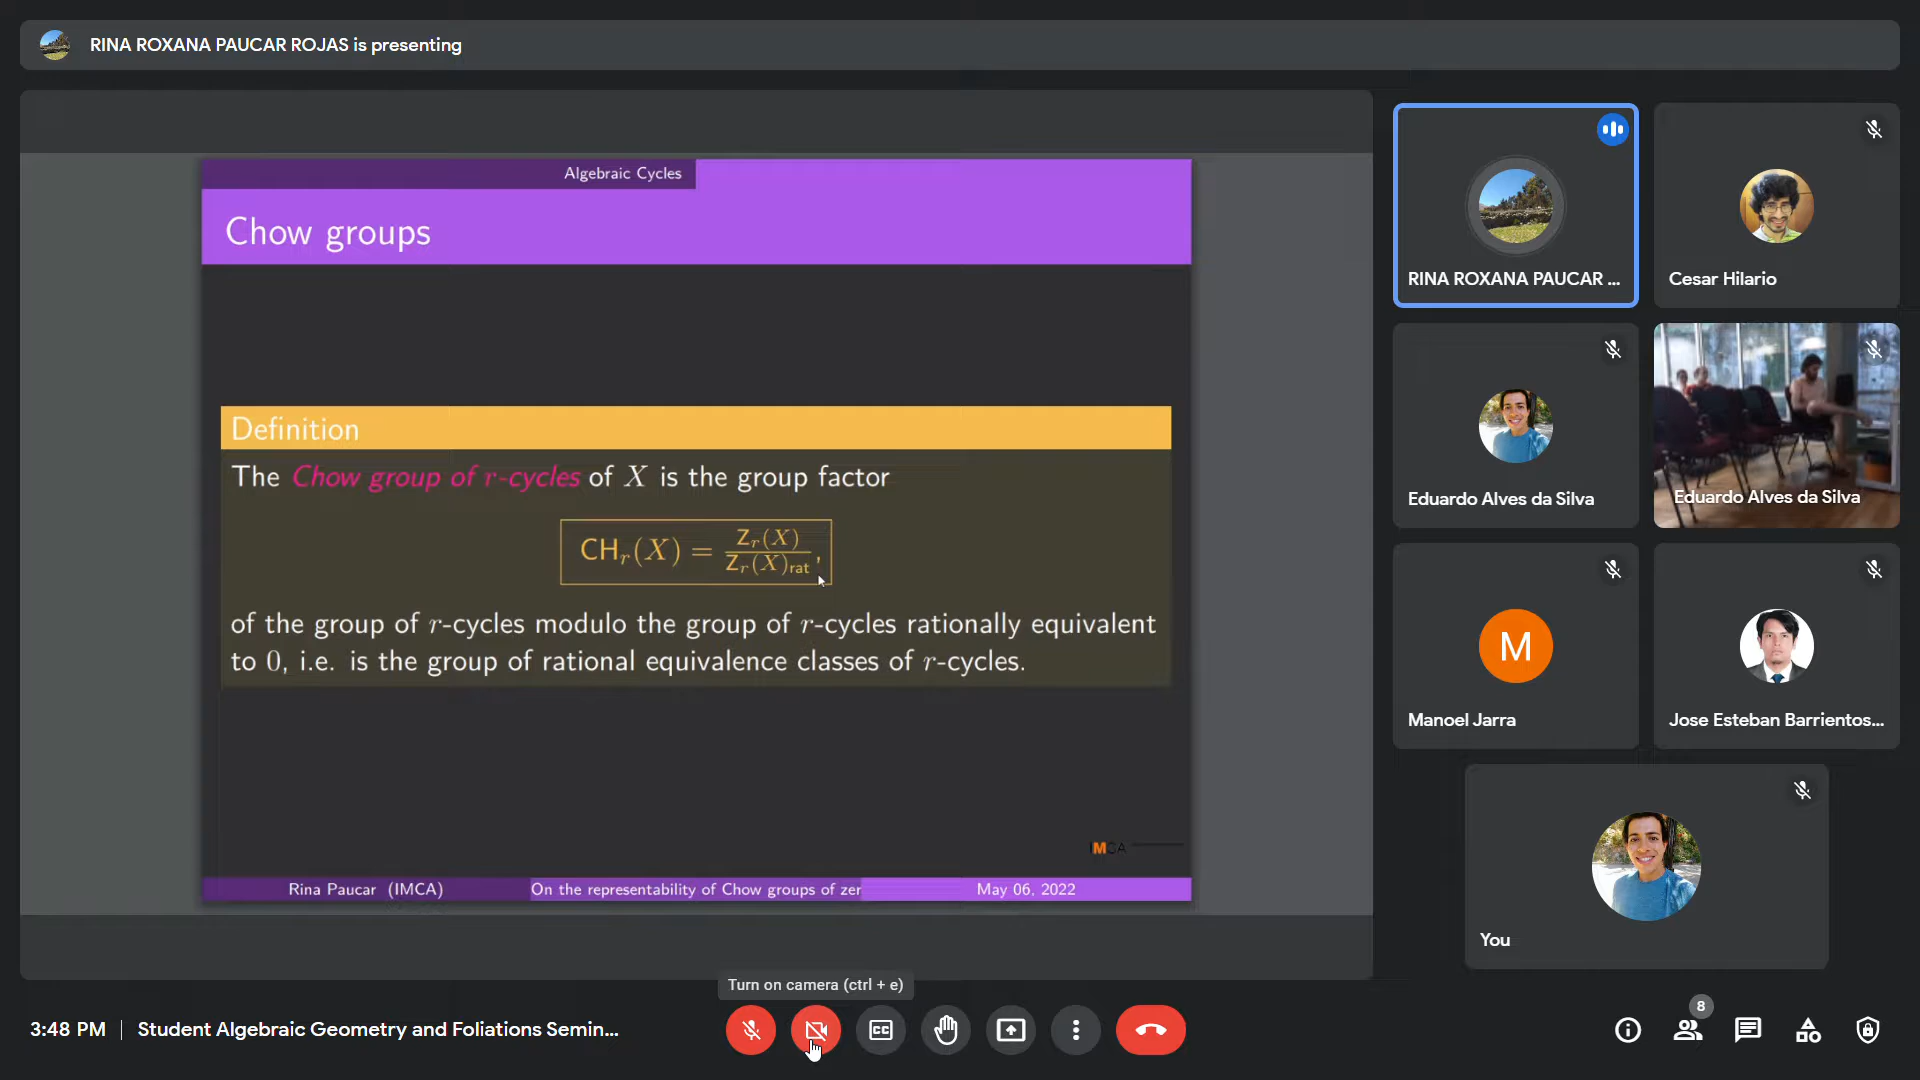 RINA ROXANA PAUCAR ROJAS is presenting
Algebraic Cycles
Chow groups
Definition
The Chow group of r-cycles of X is the group factor
CH_r(X) = Z_r(X) / Z_r(X)_rat,
of the group of r-cycles modulo the group of r-cycles rationally equivalent
to 0, i.e. is the group of rational equivalence classes of r-cycles.
IMCA
Rina Paucar (IMCA)
On the representability of Chow groups of zer
May 06, 2022
RINA ROXANA PAUCAR ...
Cesar Hilario
Eduardo Alves da Silva
Eduardo Alves da Silva
M
Manoel Jarra
Jose Esteban Barrientos...
You
Turn on camera (ctrl + e)
3:48 PM
Student Algebraic Geometry and Foliations Semin...
CC
8